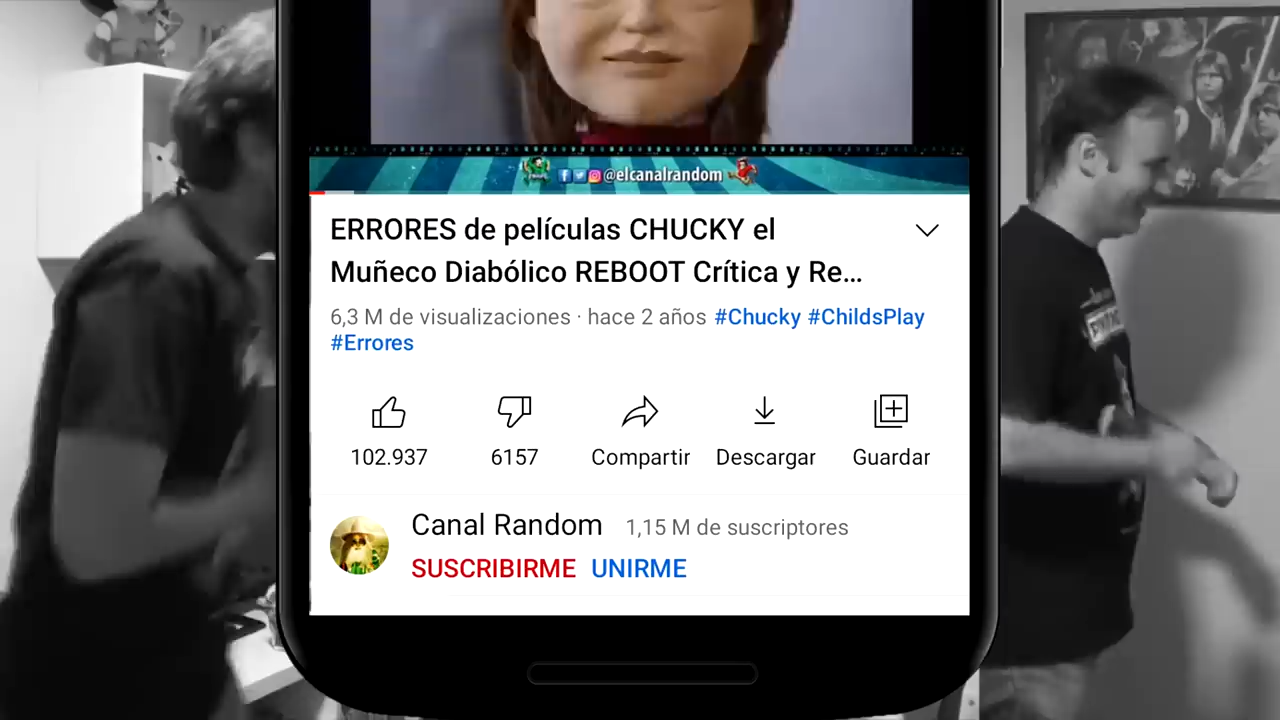 @elcanalrandom
ERRORES de películas CHUCKY el
Muñeco Diabólico REBOOT Crítica y Re...
6,3 M de visualizaciones · hace 2 años #Chucky #ChildsPlay
#Errores
102.937 6157 Compartir Descargar Guardar
Canal Random 1,15 M de suscriptores
SUSCRIBIRME UNIRME